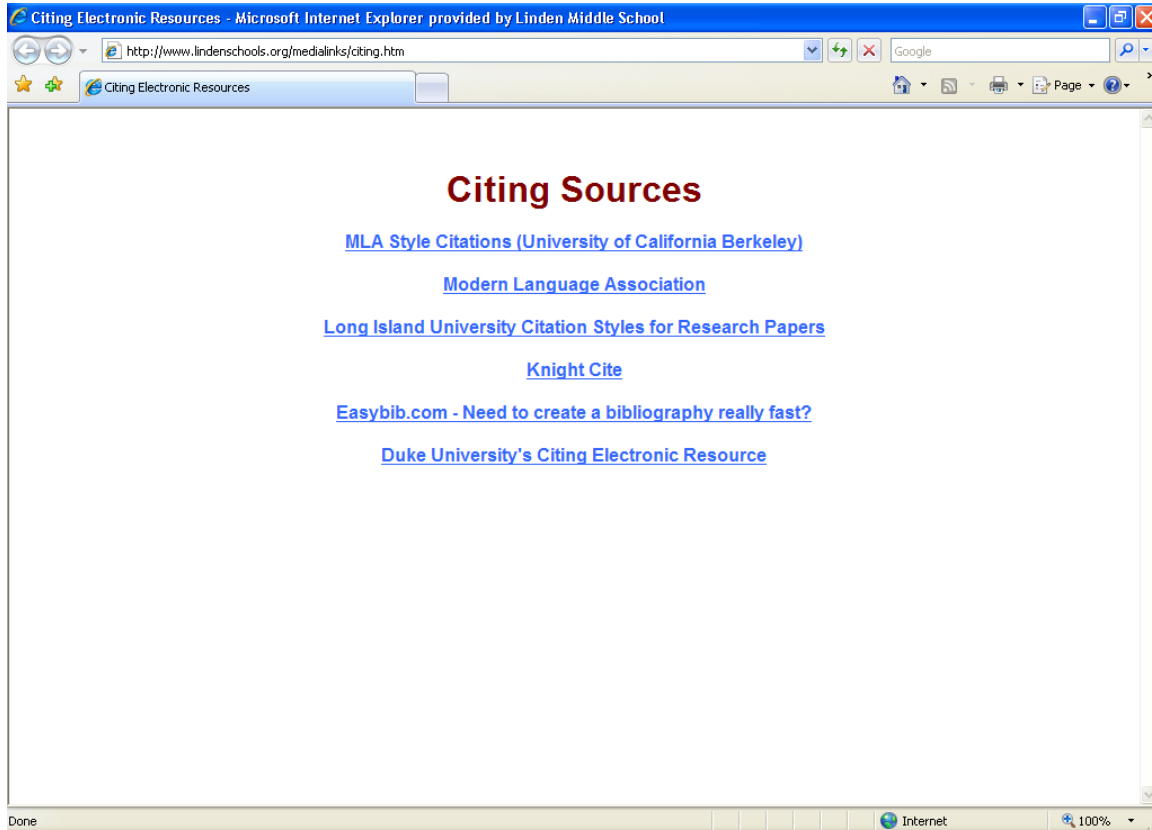 Citing Electronic Resources - Microsoft Internet Explorer provided by Linden Middle School
http://www.lindenschools.org/medialinks/citing.htm
Google
Citing Electronic Resources
Page
Citing Sources
MLA Style Citations (University of California Berkeley)
Modern Language Association
Long Island University Citation Styles for Research Papers
Knight Cite
Easybib.com - Need to create a bibliography really fast?
Duke University's Citing Electronic Resource
Done
Internet
100%